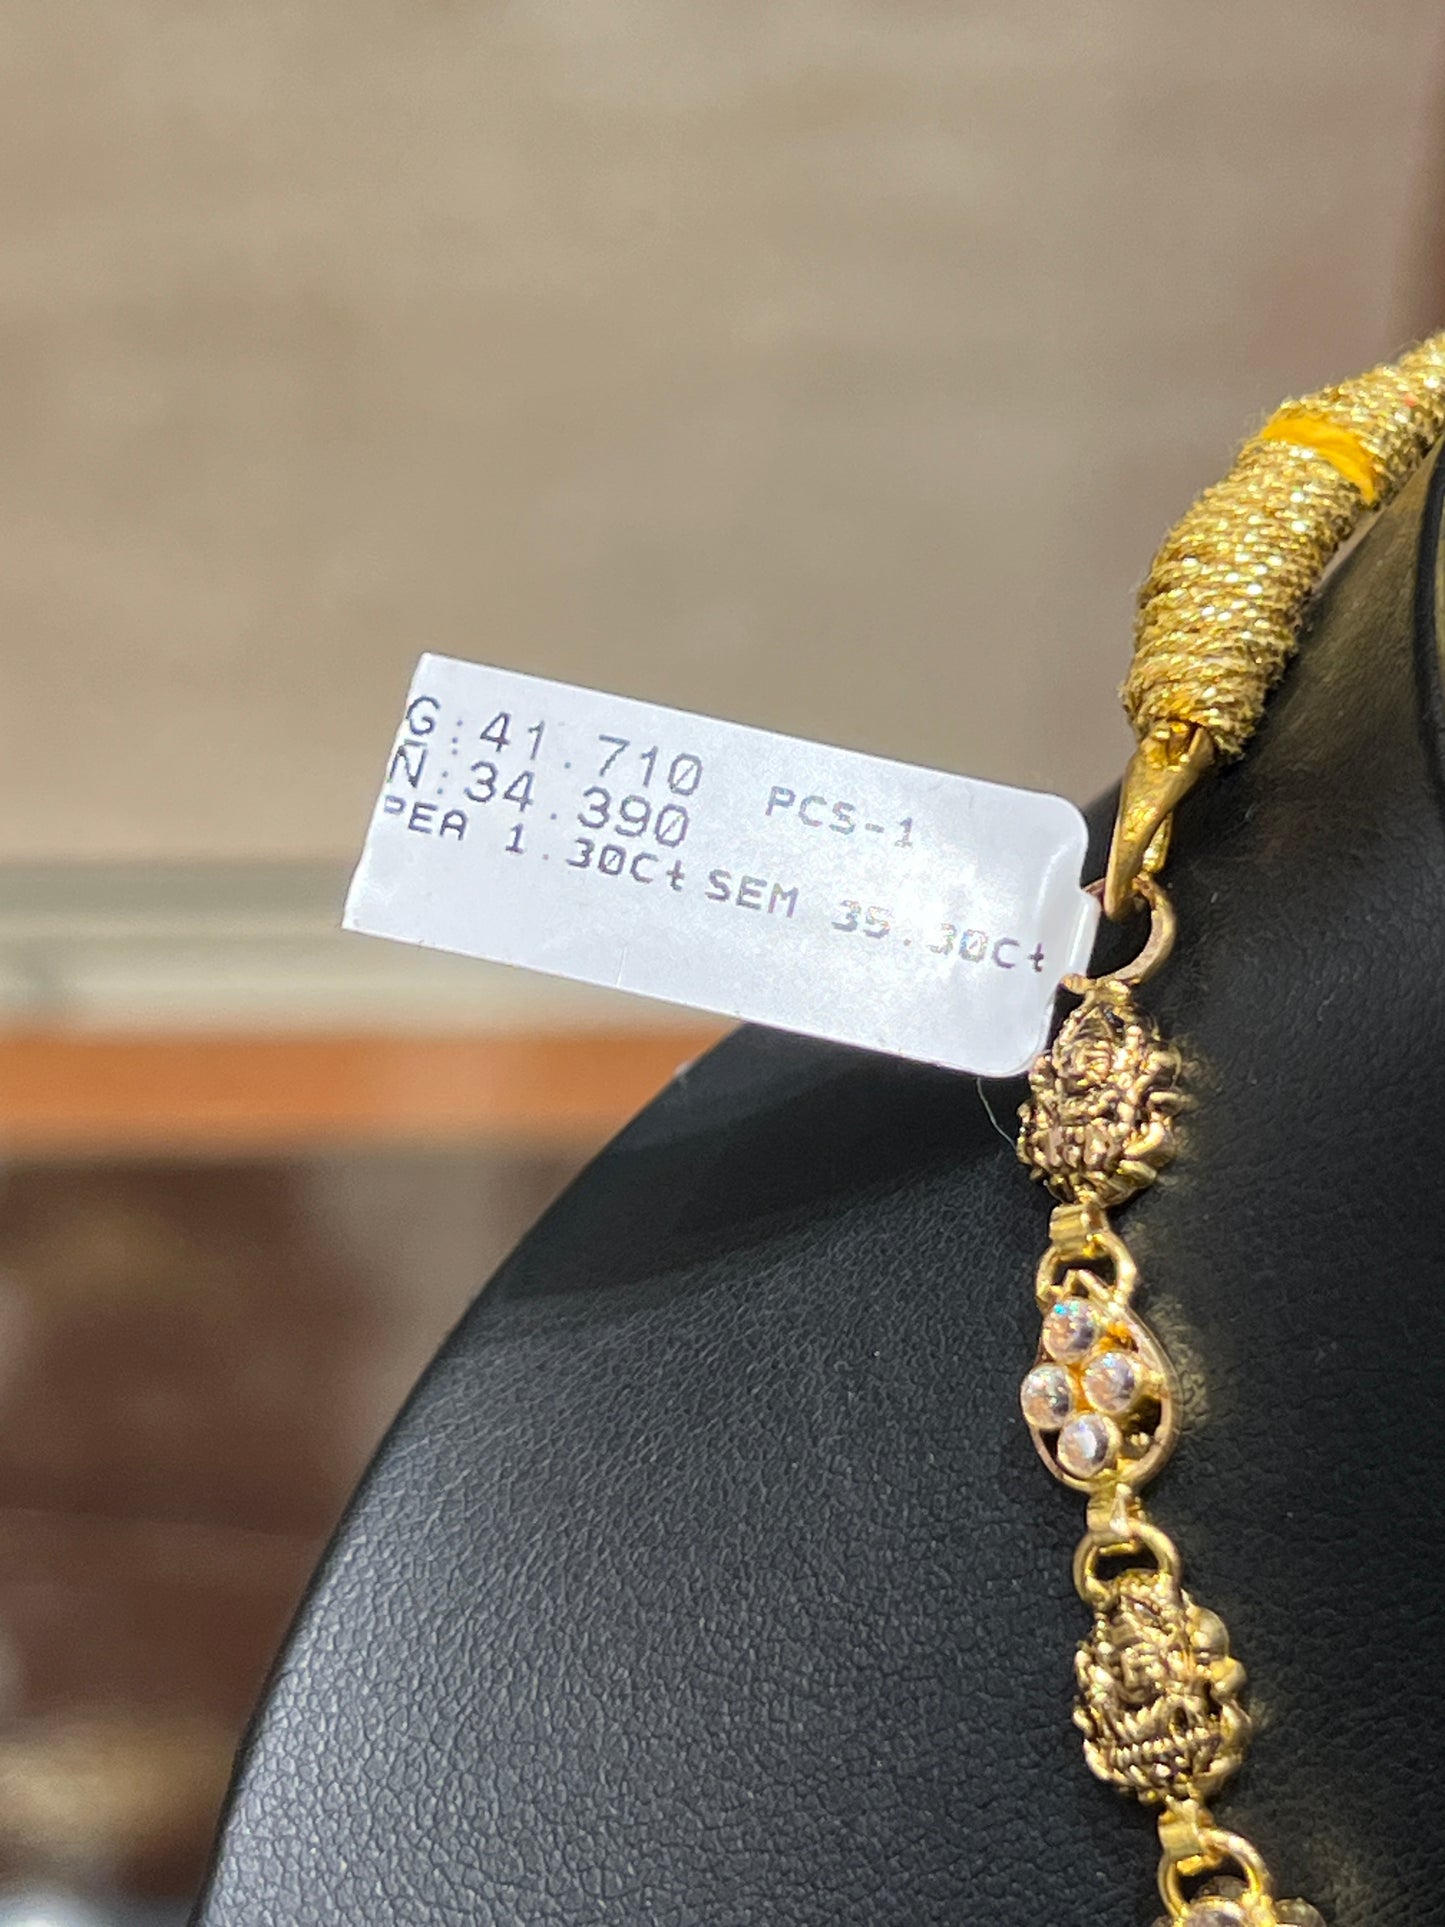 G:41.710 PCS-1
N:34.390
PEA 1.30Ct SEM 35.30Ct